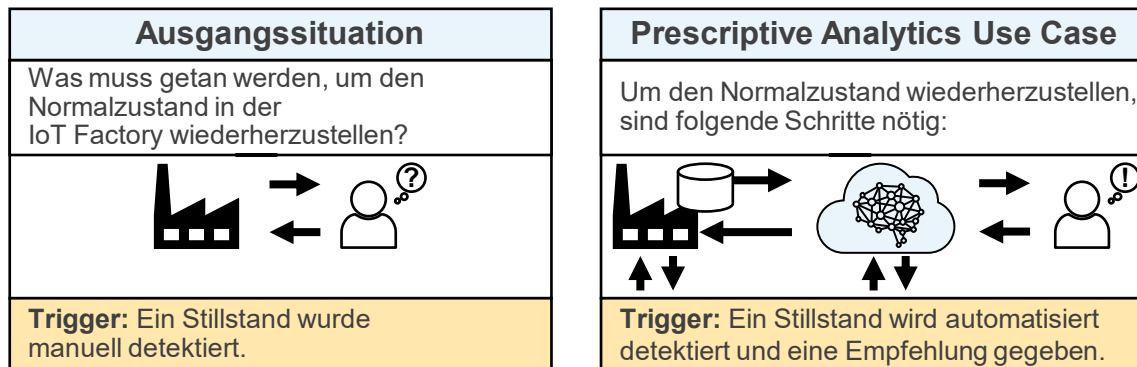 Ausgangssituation
Was muss getan werden, um den
Normalzustand in der
IoT Factory wiederherzustellen?
?
Trigger: Ein Stillstand wurde
manuell detektiert.
Prescriptive Analytics Use Case
Um den Normalzustand wiederherzustellen,
sind folgende Schritte nötig:
!
Trigger: Ein Stillstand wird automatisiert
detektiert und eine Empfehlung gegeben.